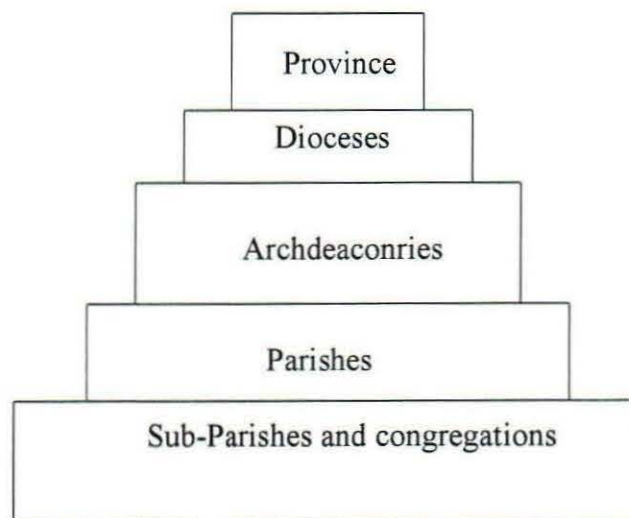 Province
Dioceses
Archdeaconries
Parishes
Sub-Parishes and congregations